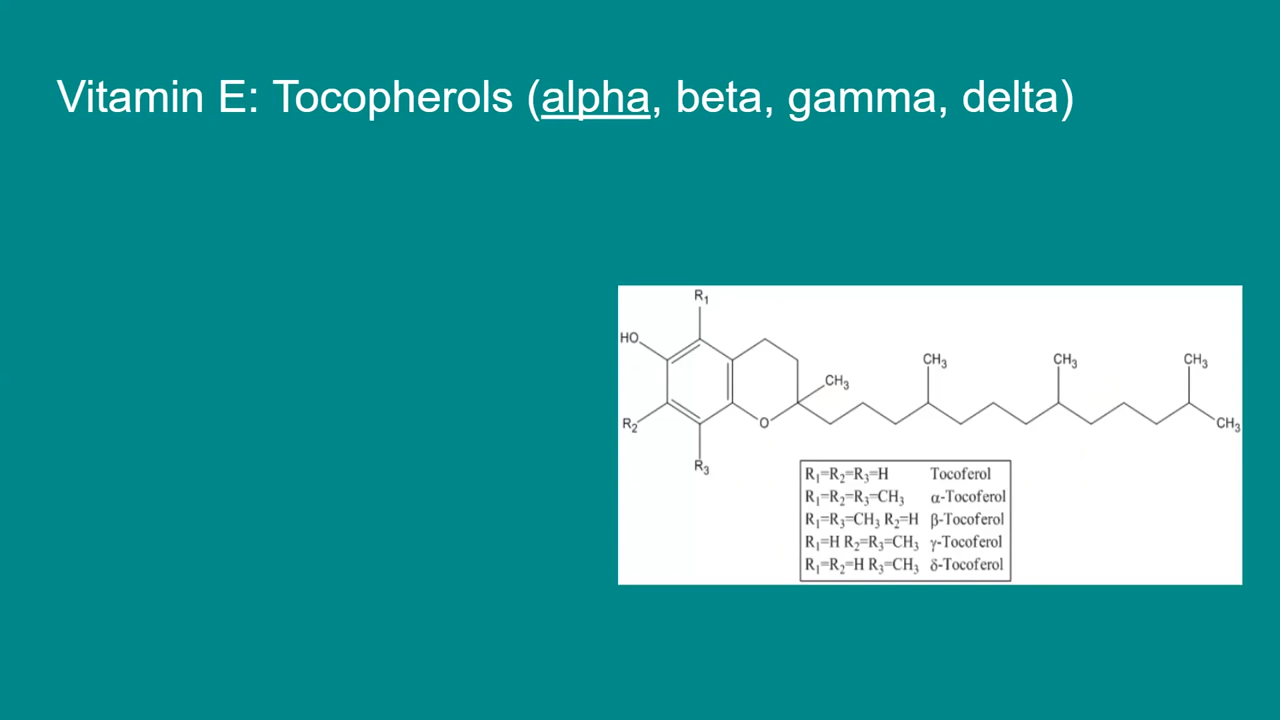 Vitamin E: Tocopherols (alpha, beta, gamma, delta)
R₁
HO
CH₃ CH₃ CH₃
CH₃
R₂ O CH₃
R₃
R₁=R₂=R₃=H Tocoferol
R₁=R₂=R₃=CH₃ α-Tocoferol
R₁=R₃=CH₃ R₂=H β-Tocoferol
R₁=H R₂=R₃=CH₃ γ-Tocoferol
R₁=R₂=H R₃=CH₃ δ-Tocoferol